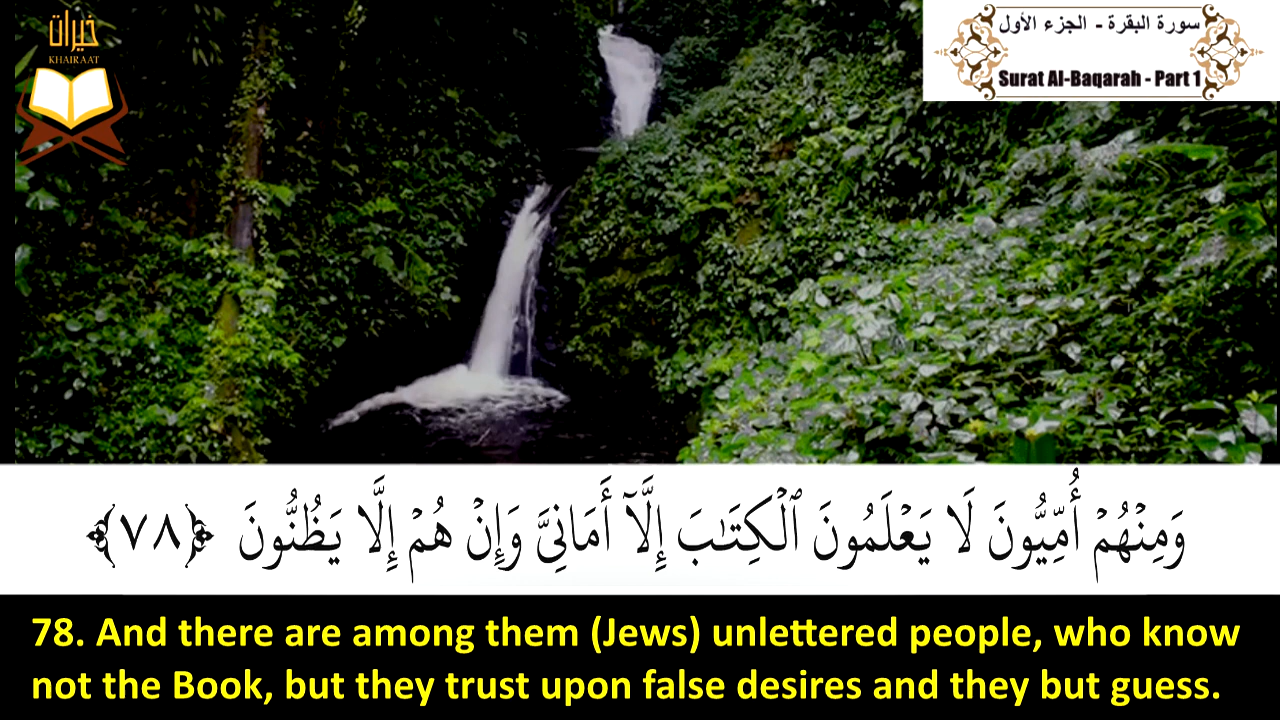 خيرات
KHAIRAAT
سورة البقرة - الجزء الأول
Surat Al-Baqarah - Part 1
وَمِنْهُمْ أُمِّيُّونَ لَا يَعْلَمُونَ ٱلْكِتَٰبَ إِلَّآ أَمَانِىَّ وَإِنْ هُمْ إِلَّا يَظُنُّونَ ﴿٧٨﴾
78. And there are among them (Jews) unlettered people, who know
not the Book, but they trust upon false desires and they but guess.